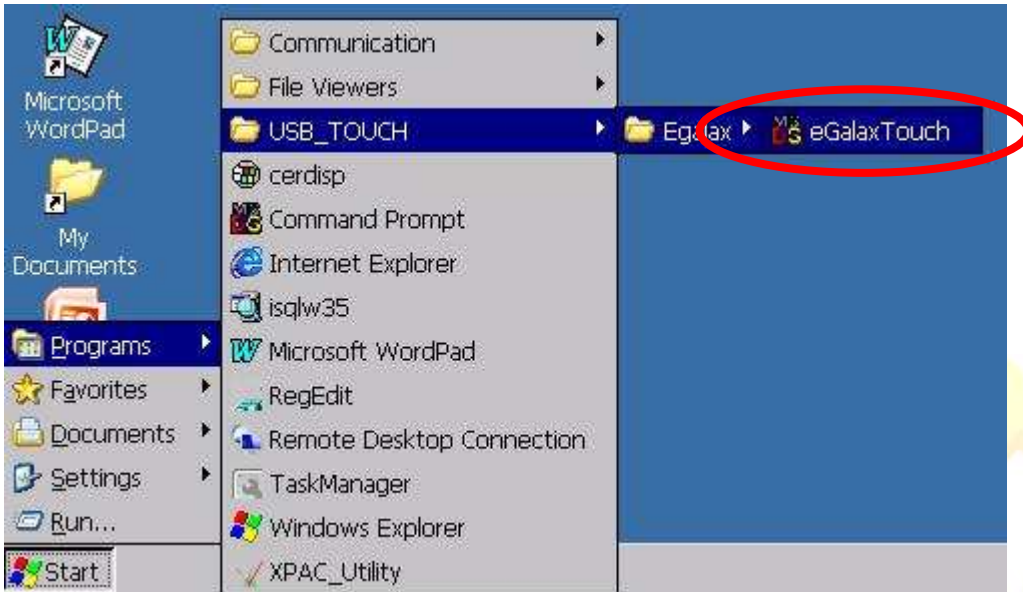 Microsoft
WordPad
My
Documents
Communication
File Viewers
USB_TOUCH
Egalax
eGalaxTouch
cerdisp
Command Prompt
Internet Explorer
isqlw35
Microsoft WordPad
RegEdit
Remote Desktop Connection
TaskManager
Windows Explorer
XPAC_Utility
Programs
Favorites
Documents
Settings
Run...
Start